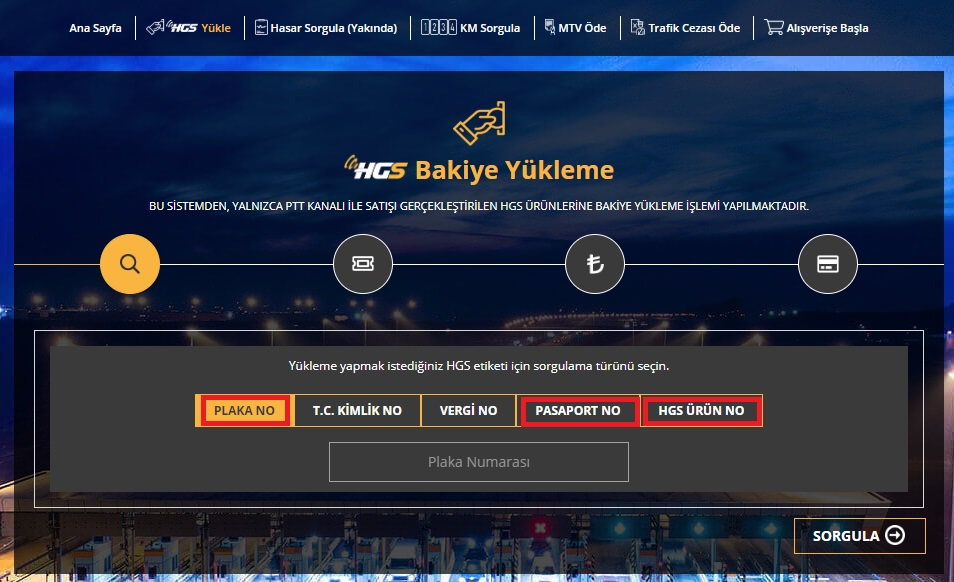 Ana Sayfa
HGS Yükle
Hasar Sorgula (Yakında)
1234 KM Sorgula
MTV Öde
Trafik Cezası Öde
Alışverişe Başla
HGS Bakiye Yükleme
BU SİSTEMDEN, YALNIZCA PTT KANALI İLE SATIŞI GERÇEKLEŞTİRİLEN HGS ÜRÜNLERİNE BAKİYE YÜKLEME İŞLEMİ YAPILMAKTADIR.
Yükleme yapmak istediğiniz HGS etiketi için sorgulama türünü seçin.
PLAKA NO
T.C. KİMLİK NO
VERGİ NO
PASAPORT NO
HGS ÜRÜN NO
Plaka Numarası
SORGULA